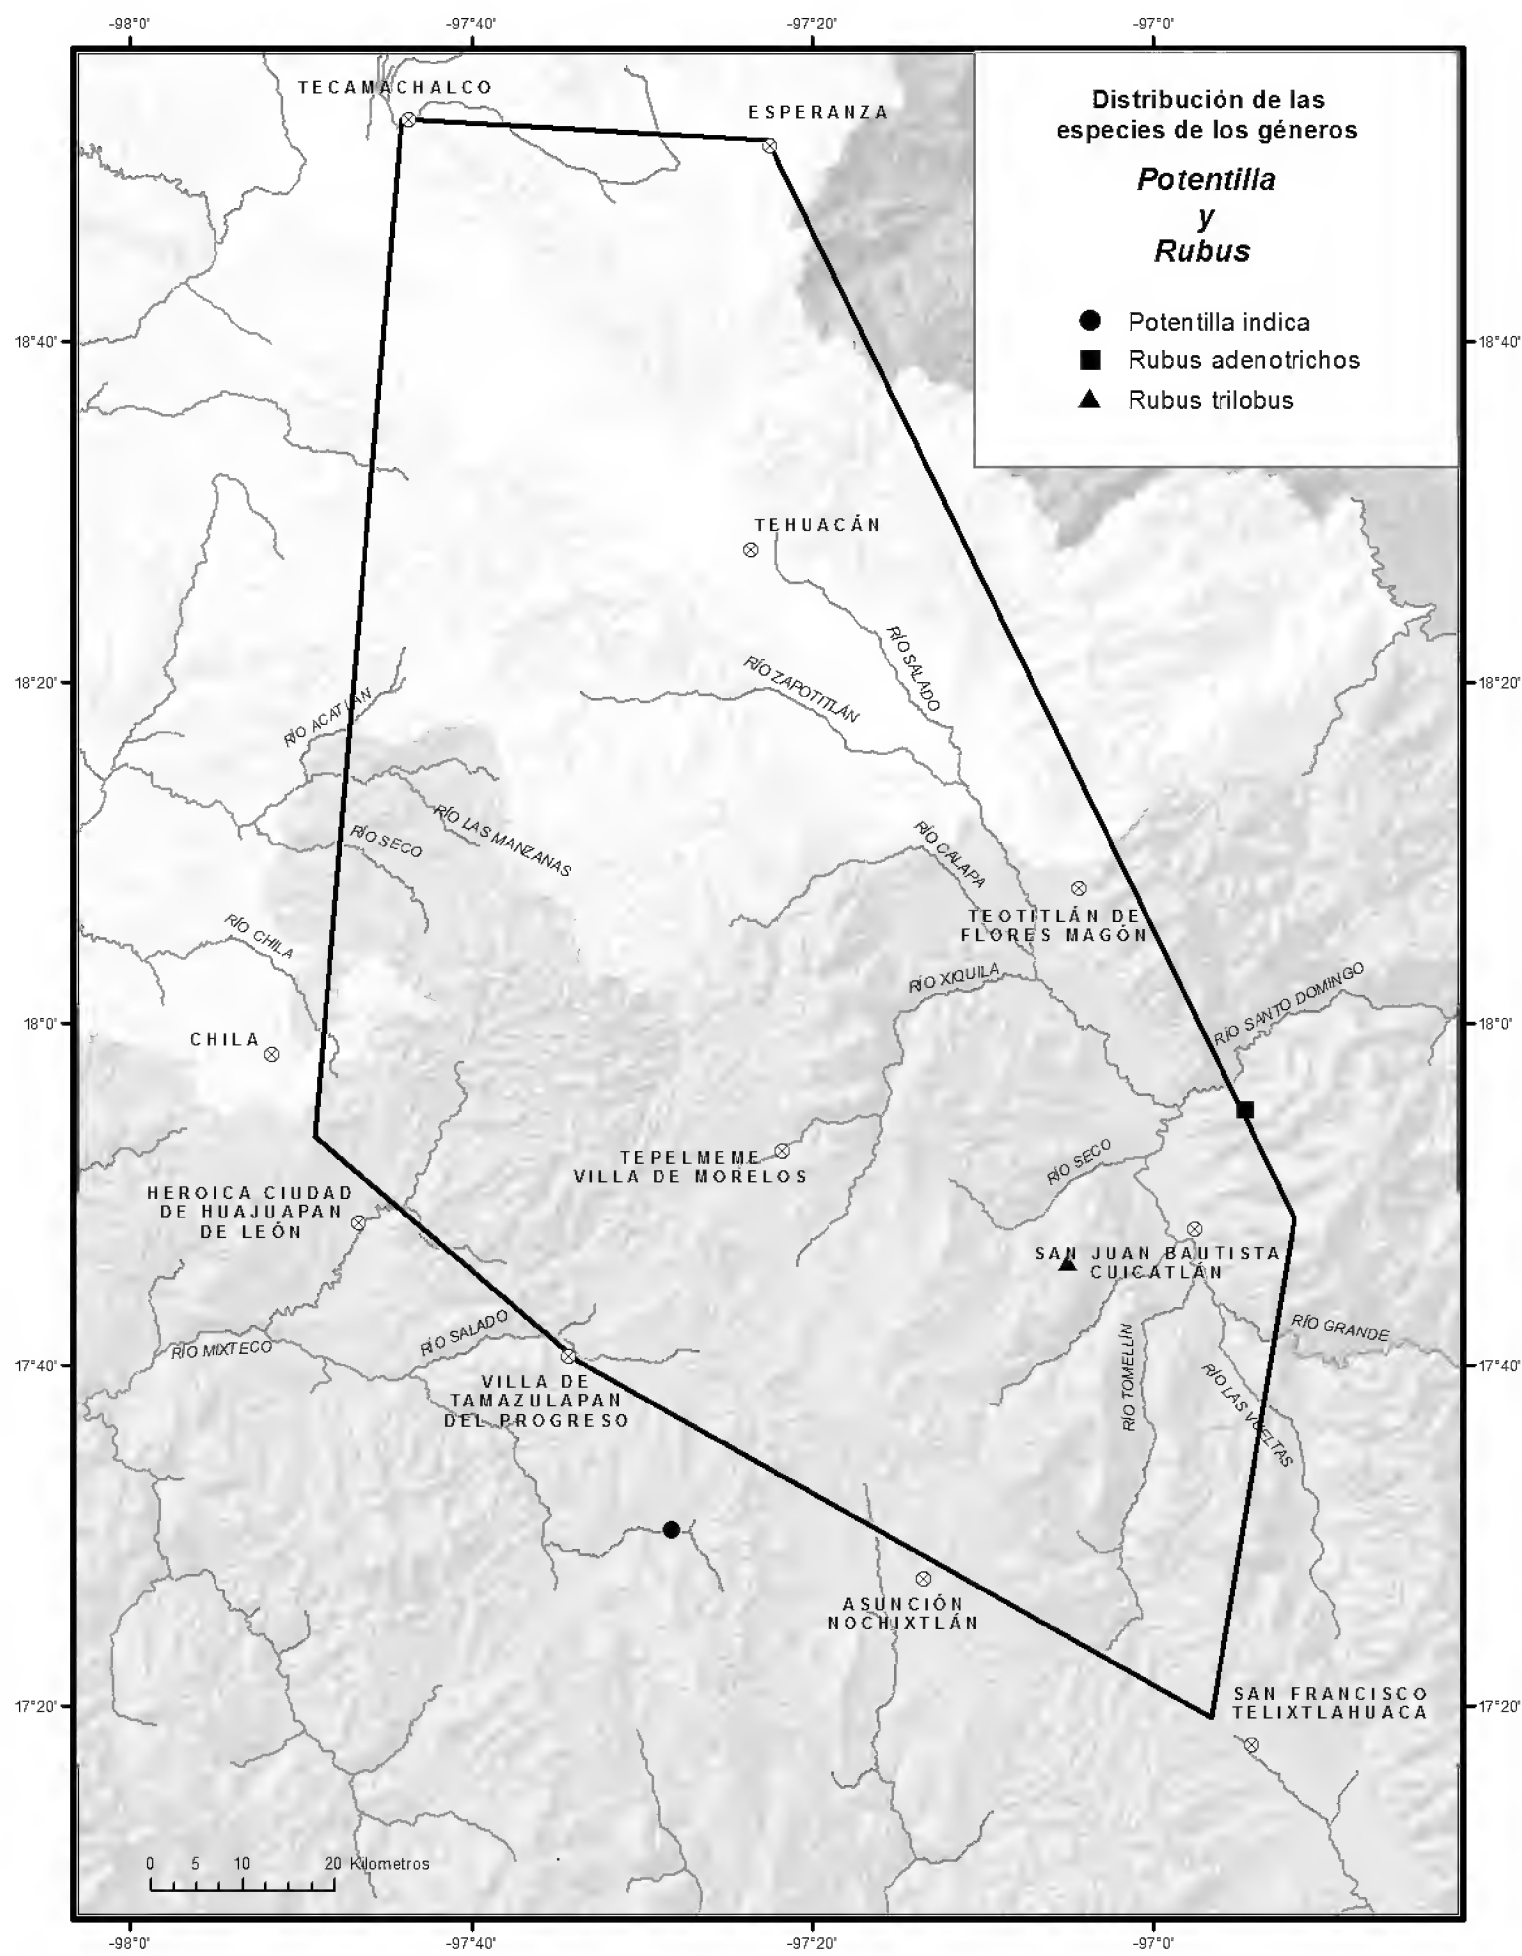 -98°0' -97°40' -97°20' -97°0'
TECAMACHALCO
ESPERANZA
Distribución de las
especies de los géneros
Potentilla
y
Rubus
Potentilla indica
Rubus adenotrichos
Rubus trilobus
18°40' 18°40'
TEHUACÁN
RÍO SALADO
RÍO ZAPOTITLÁN
18°20' 18°20'
RÍO ACATLÁN
RÍO LAS MANZANAS
RÍO SECO
RÍO CALAPA
TEOTITLÁN DE
FLORES MAGÓN
RÍO CHILA
RÍO XIQUILA
RÍO SANTO DOMINGO
18°0' 18°0'
CHILA
TEPELMEME
VILLA DE MORELOS
RÍO SECO
HEROICA CIUDAD
DE HUAJUAPAN
DE LEÓN
SAN JUAN BAUTISTA
CUICATLÁN
RÍO MIXTECO
RÍO SALADO
RÍO GRANDE
17°40' 17°40'
VILLA DE
TAMAZULAPAN
DEL PROGRESO
RÍO TOMELLÍN
RÍO LAS VUELTAS
ASUNCIÓN
NOCHIXTLÁN
SAN FRANCISCO
TELIXTLAHUACA
17°20' 17°20'
0 5 10 20 Kilometros
-98°0' -97°40' -97°20' -97°0'